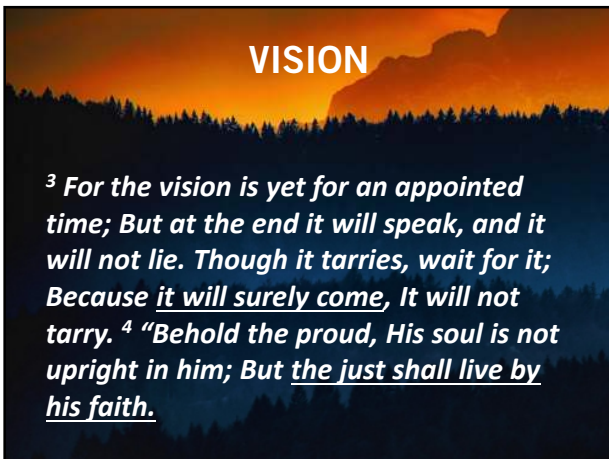 VISION
³ For the vision is yet for an appointed
time; But at the end it will speak, and it
will not lie. Though it tarries, wait for it;
Because it will surely come, It will not
tarry. ⁴ “Behold the proud, His soul is not
upright in him; But the just shall live by
his faith.